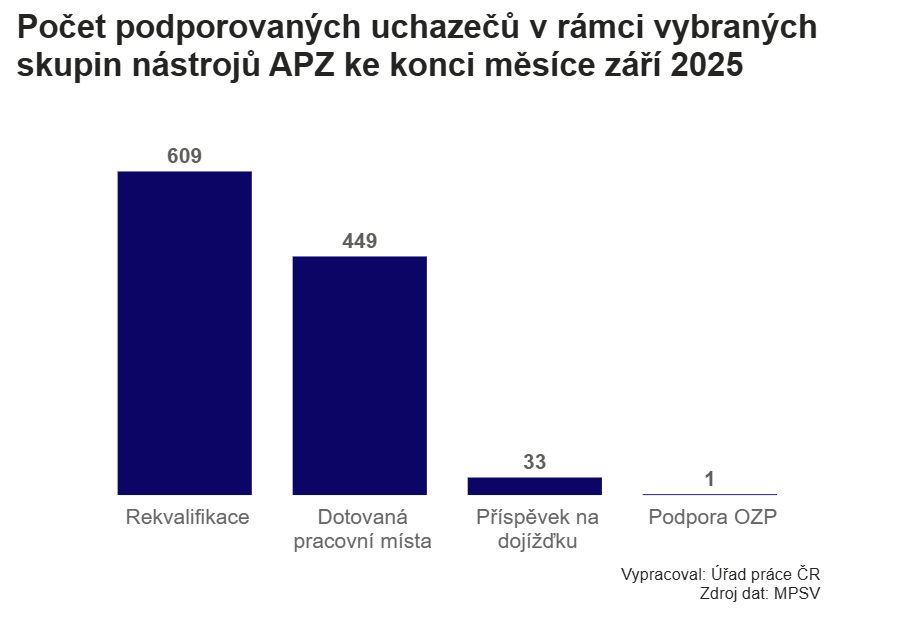 Počet podporovaných uchazečů v rámci vybraných
skupin nástrojů APZ ke konci měsíce září 2025
609
449
33
1
Rekvalifikace
Dotovaná
pracovní místa
Příspěvek na
dojížďku
Podpora OZP
Vypracoval: Úřad práce ČR
Zdroj dat: MPSV